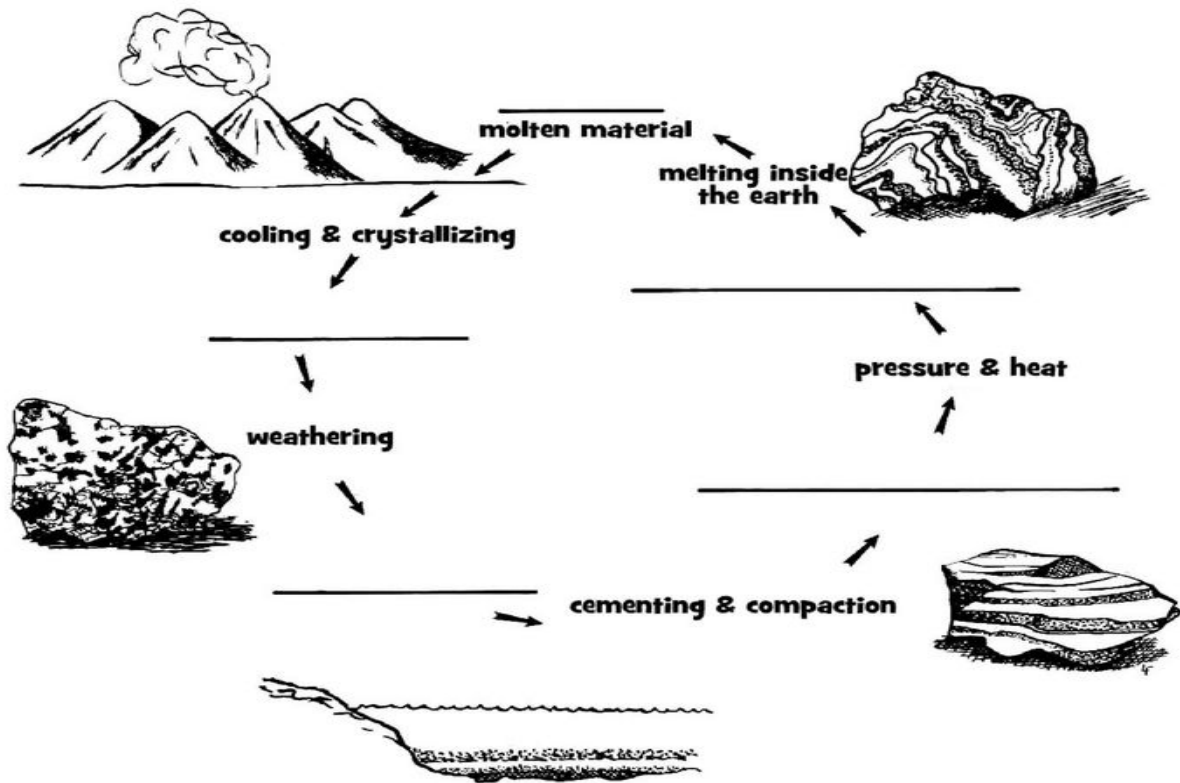 molten material
melting inside
the earth
cooling & crystallizing
pressure & heat
weathering
cementing & compaction